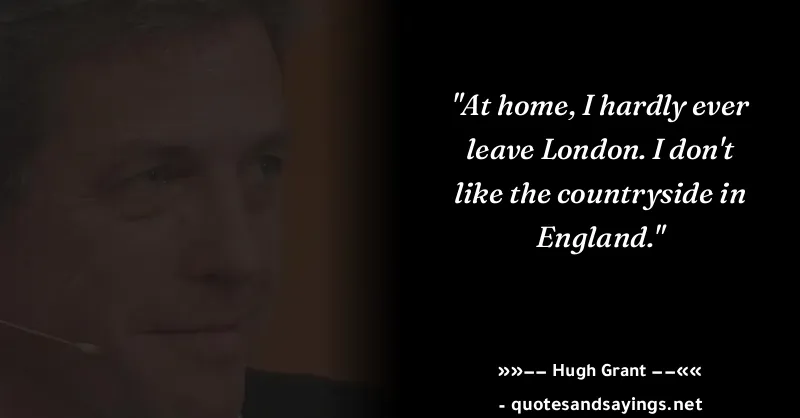 "At home, I hardly ever
leave London. I don't
like the countryside in
England."
»»−− Hugh Grant −−««
- quotesandsayings.net